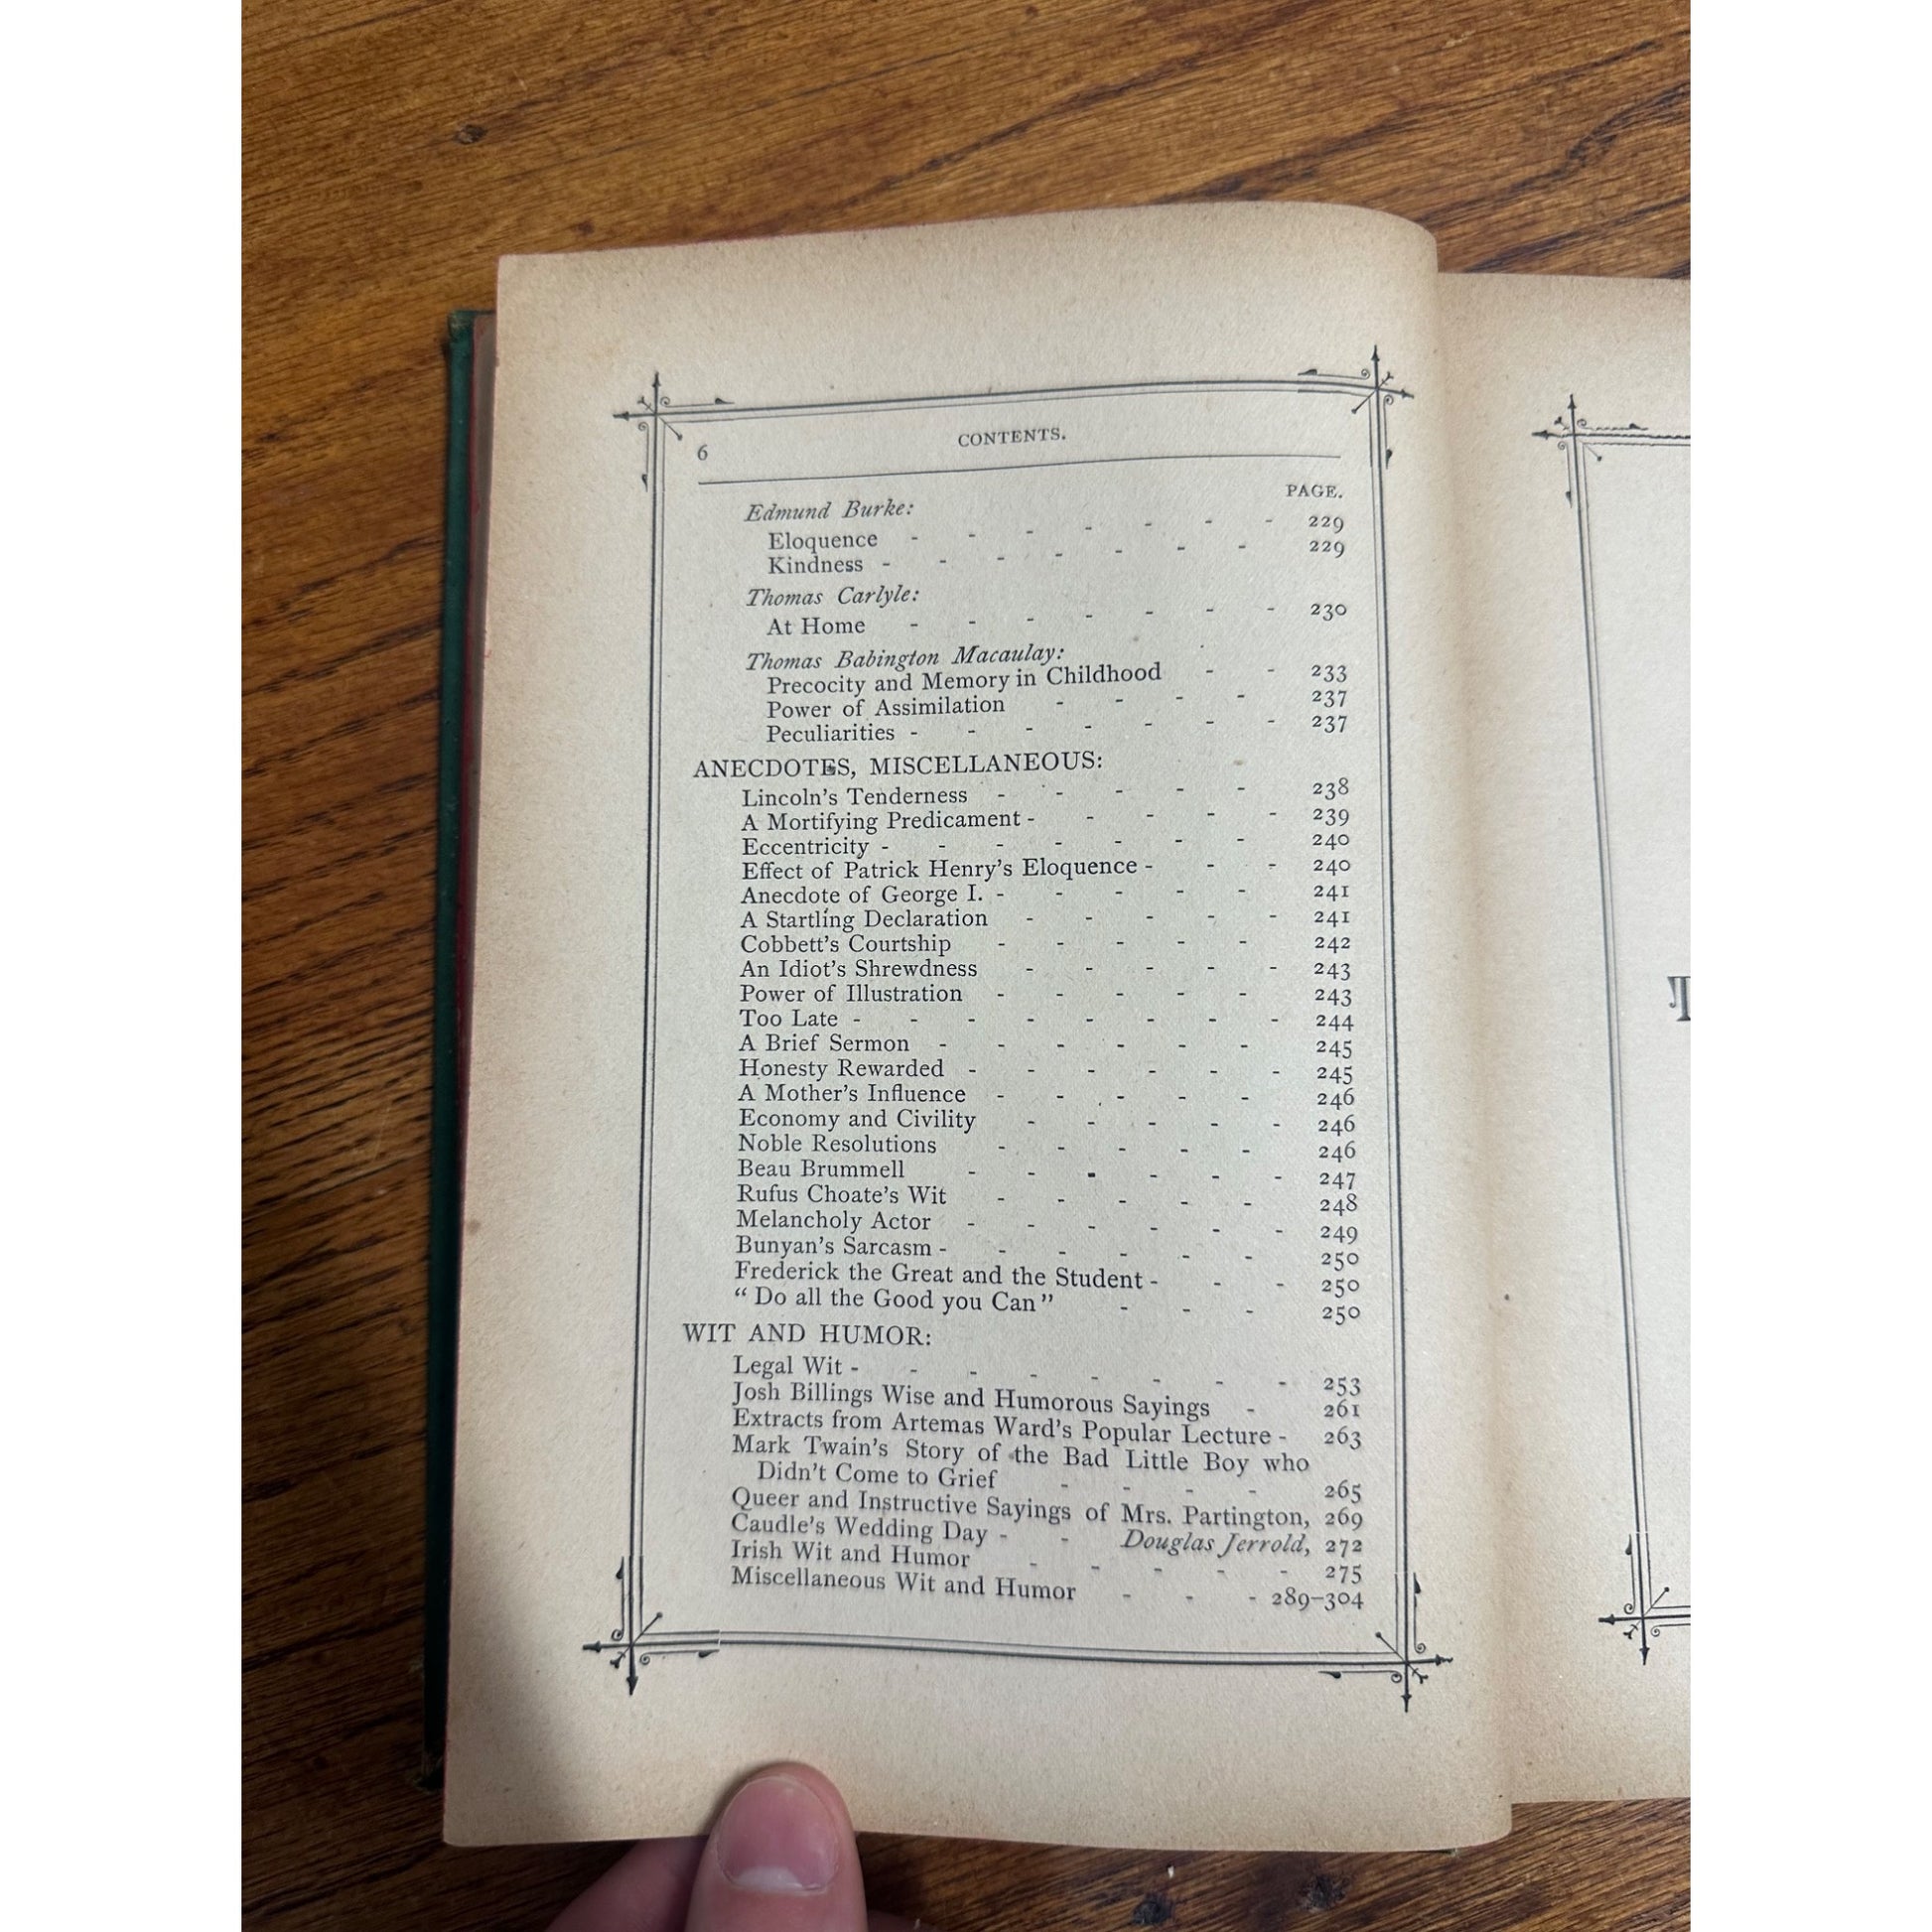 6 CONTENTS.
PAGE.
Edmund Burke:
Eloquence - - - - - - - 229
Kindness - - - - - - - 229
Thomas Carlyle:
At Home - - - - - - - 230
Thomas Babington Macaulay:
Precocity and Memory in Childhood - - 233
Power of Assimilation - - - - 237
Peculiarities - - - - - - - 237
ANECDOTES, MISCELLANEOUS:
Lincoln's Tenderness - - - - - 238
A Mortifying Predicament - - - - - 239
Eccentricity - - - - - - - 240
Effect of Patrick Henry's Eloquence - - - 240
Anecdote of George I. - - - - - 241
A Startling Declaration - - - - - 241
Cobbett's Courtship - - - - - 242
An Idiot's Shrewdness - - - - - 243
Power of Illustration - - - - - 243
Too Late - - - - - - - - 244
A Brief Sermon - - - - - - 245
Honesty Rewarded - - - - - - 245
A Mother's Influence - - - - - 246
Economy and Civility - - - - - 246
Noble Resolutions - - - - - 246
Beau Brummell - - - - - - 247
Rufus Choate's Wit - - - - - 248
Melancholy Actor - - - - - - 249
Bunyan's Sarcasm - - - - - - 250
Frederick the Great and the Student - - - 250
“Do all the Good you Can” - - - 250
WIT AND HUMOR:
Legal Wit - - - - - - - - 253
Josh Billings Wise and Humorous Sayings - 261
Extracts from Artemas Ward's Popular Lecture - 263
Mark Twain's Story of the Bad Little Boy who
Didn't Come to Grief - - - - 265
Queer and Instructive Sayings of Mrs. Partington, 269
Caudle's Wedding Day - - Douglas Jerrold, 272
Irish Wit and Humor - - - - - 275
Miscellaneous Wit and Humor - - - 289–304